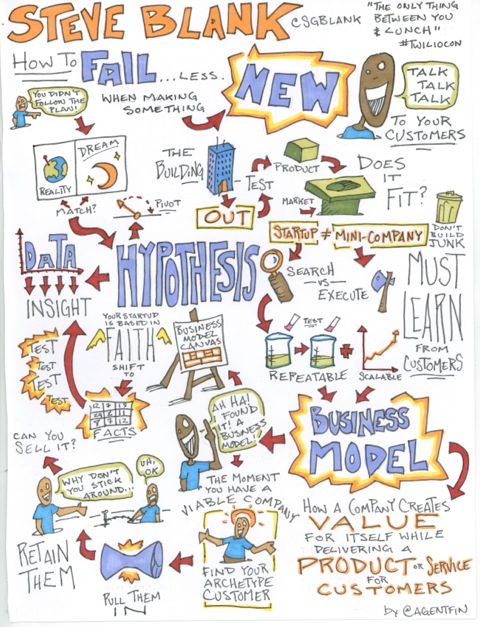 STEVE BLANK
@SGBLANK
"THE ONLY THING
BETWEEN YOU
& LUNCH"
#TWILIOCON
HOW TO FAIL ...LESS.
WHEN MAKING
SOMETHING
NEW
YOU DIDN'T
FOLLOW THE
PLAN!
TALK
TALK
TALK
TO YOUR
CUSTOMERS
DREAM
REALITY
MATCH?
PIVOT
THE
BUILDING
OUT
TEST
PRODUCT
MARKET
DOES
IT
FIT?
DON'T
BUILD
JUNK
STARTUP ≠ MINI-COMPANY
DATA
INSIGHT
HYPOTHESIS
SEARCH
VS
EXECUTE
MUST
LEARN
FROM
CUSTOMERS
TEST
REPEATABLE
SCALABLE
YOUR STARTUP
IS BASED IN
FAITH
SHIFT
TO
FACTS
BUSINESS
MODEL
CANVAS
TEST
TEST
TEST
TEST
CAN YOU
SELL IT?
AH HA!
I FOUND
IT! A
BUSINESS
MODEL!
THE MOMENT
YOU HAVE A
VIABLE COMPANY
BUSINESS
MODEL
HOW A COMPANY CREATES
VALUE
FOR ITSELF WHILE
DELIVERING A
PRODUCT OR SERVICE
FOR
CUSTOMERS
WHY DON'T
YOU STICK
AROUND...
UH,
OK
RETAIN
THEM
PULL THEM
IN
FIND YOUR
ARCHETYPE
CUSTOMER
by @AGENTFIN